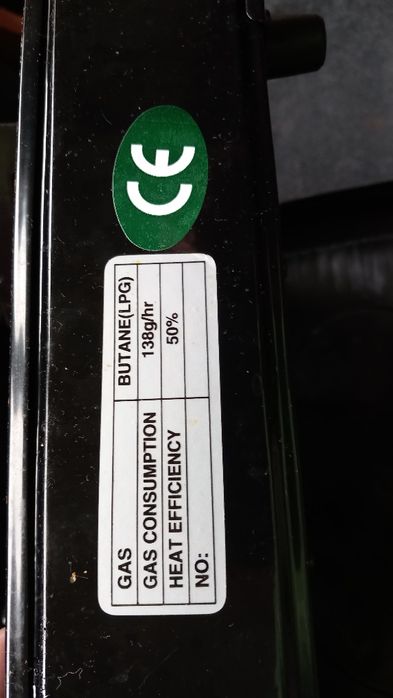 CE
GAS BUTANE(LPG)
GAS CONSUMPTION 138g/hr
HEAT EFFICIENCY 50%
NO: